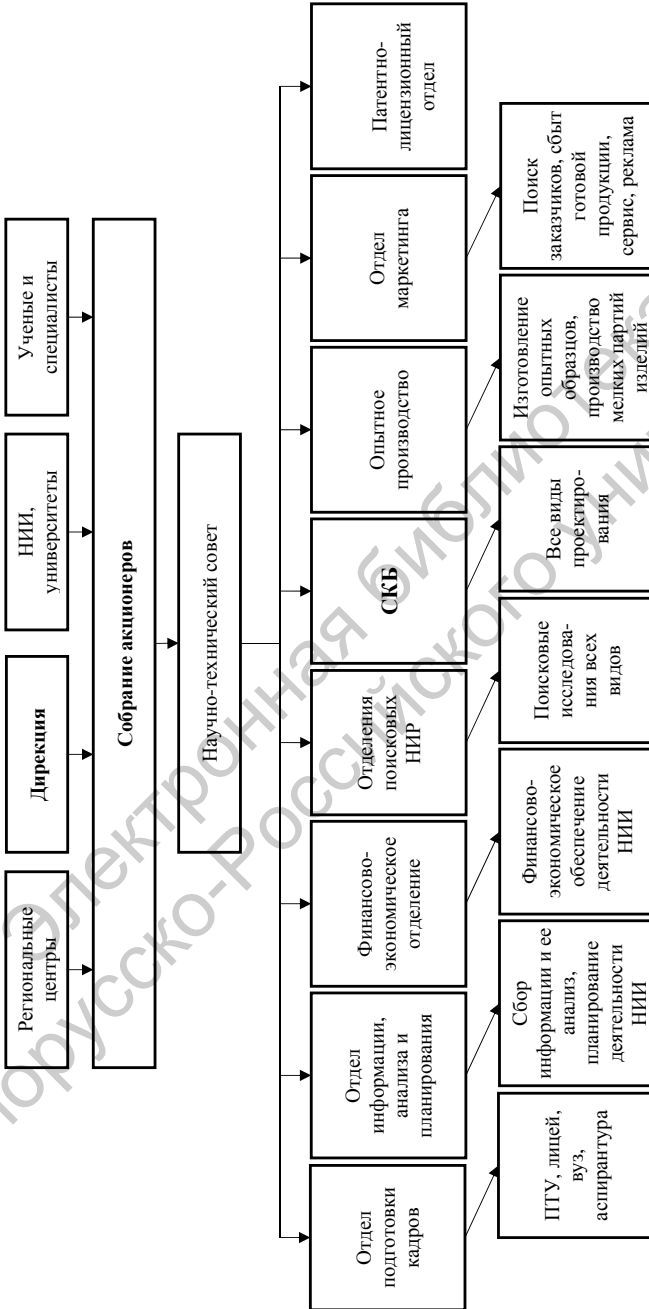 Региональные
центры
Дирекция
НИИ,
университеты
Ученые и
специалисты
Собрание акционеров
Научно-технический совет
Отдел
подготовки
кадров
Отдел
информации,
анализа и
планирования
Финансово-
экономическое
отделение
Отделения
поисковых
НИР
СКБ
Опытное
производство
Отдел
маркетинга
Патентно-
лицензионный
отдел
ПТУ, лицей,
вуз,
аспирантура
Сбор
информации и ее
анализ,
планирование
деятельности
НИИ
Финансово-
экономическое
обеспечение
деятельности
НИИ
Поисковые
исследова-
ния всех
видов
Все виды
проектиро-
вания
Изготовление
опытных
образцов,
производство
мелких партий
изделий
Поиск
заказчиков, сбыт
готовой
продукции,
сервис, реклама
Электронная библиотека
Российского